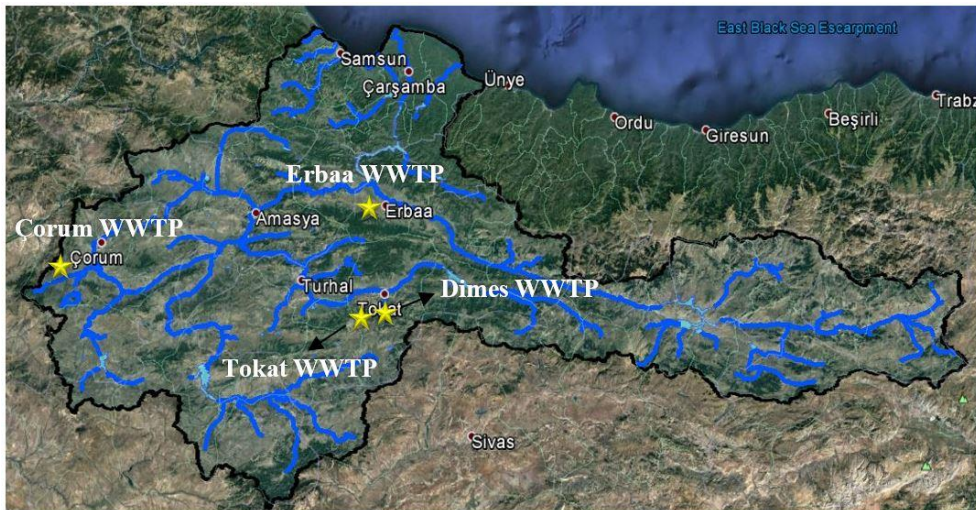 East Black Sea Escarpment
Samsun
Çarşamba
Ünye
Trabz
Ordu
Giresun
Beşirli
Erbaa WWTP
Erbaa
Amasya
Çorum WWTP
Çorum
Turhal
Dimes WWTP
Tokat
Tokat WWTP
Sivas